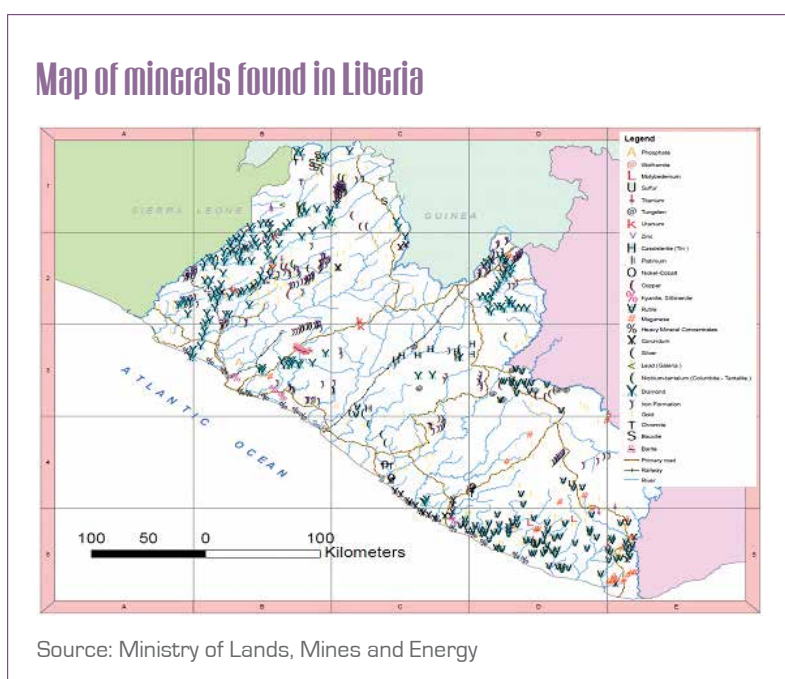 Map of minerals found in Liberia
A B C D
SIERRA LEONE
GUINEA
1
2
3
4
5
ATLANTIC OCEAN
100 50 0 100
Kilometers
A B C D E
5
Legend
Phosphate
Molybdenum
Sulfur
Titanium
Tungsten
Uranium
Zinc
Cassiterite (Tin)
Platinum
Nickel-Cobalt
Copper
Kyanite, Sillimanite
Rutile
Heavy Mineral Concentrates
Corundum
Silver
Lead (Galena)
Niobium-tantalum (Columbite - Tantalite)
Diamond
Iron Formation
Gold
Chromite
Bauxite
Barite
Primary road
Railway
River
Source: Ministry of Lands, Mines and Energy